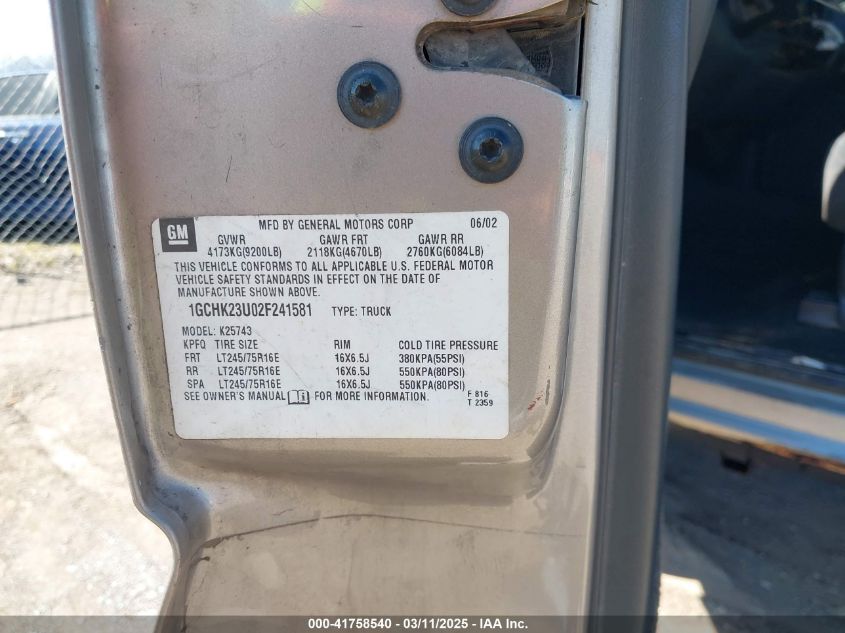 GM
MFD BY GENERAL MOTORS CORP 06/02
GVWR GAWR FRT GAWR RR
4173KG(9200LB) 2118KG(4670LB) 2760KG(6084LB)
THIS VEHICLE CONFORMS TO ALL APPLICABLE U.S. FEDERAL MOTOR
VEHICLE SAFETY STANDARDS IN EFFECT ON THE DATE OF
MANUFACTURE SHOWN ABOVE.
1GCHK23U02F241581 TYPE: TRUCK
MODEL: K25743
KPFQ TIRE SIZE RIM COLD TIRE PRESSURE
FRT LT245/75R16E 16X6.5J 380KPA(55PSI)
RR LT245/75R16E 16X6.5J 550KPA(80PSI)
SPA LT245/75R16E 16X6.5J 550KPA(80PSI)
SEE OWNER'S MANUAL FOR MORE INFORMATION.
F 816
T 2359
000-41758540 - 03/11/2025 - IAA Inc.